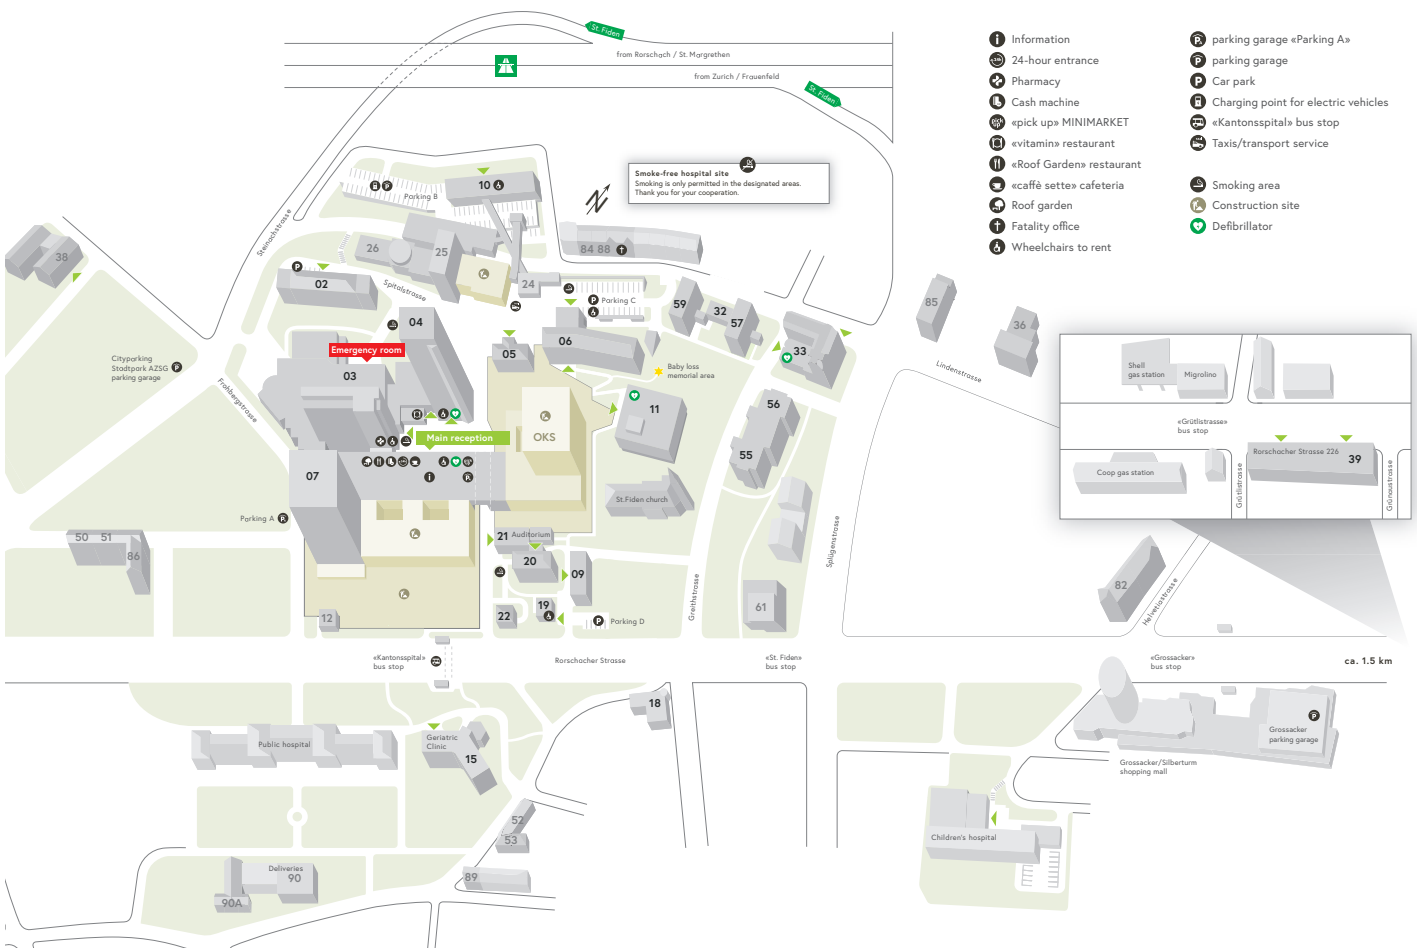 St. Fiden
from Rorschach / St. Margrethen
from Zurich / Frauenfeld
St. Fiden
Information
24-hour entrance
Pharmacy
Cash machine
«pick up» MINIMARKET
«vitamin» restaurant
«Roof Garden» restaurant
«caffè sette» cafeteria
Roof garden
Fatality office
Wheelchairs to rent
parking garage «Parking A»
parking garage
Car park
Charging point for electric vehicles
«Kantonsspital» bus stop
Taxis/transport service
Smoking area
Construction site
Defibrillator
Smoke-free hospital site
Smoking is only permitted in the designated areas.
Thank you for your cooperation.
N
Steinachstrasse
Parking B
10
26
25
84 88
38
02
Spitalstrasse
24
Parking C
59
32
57
33
85
36
04
Emergency room
03
05
06
Baby loss
memorial area
Cityparking
Stadtpark AZSG
parking garage
Frohbergstrasse
Lindenstrasse
11
56
55
OKS
Main reception
07
St.Fiden church
Parking A
50 51
86
21 Auditorium
20
09
19
22
12
Parking D
61
Greithstrasse
Splügenstrasse
82
Helvetiastrasse
Shell
gas station
Migrolino
«Grütlistrasse»
bus stop
Rorschacher Strasse 226
39
Coop gas station
Grütlistrasse
Grünaustrasse
«Kantonsspital»
bus stop
Rorschacher Strasse
«St. Fiden»
bus stop
«Grossacker»
bus stop
ca. 1.5 km
18
Public hospital
Geriatric
Clinic
15
Grossacker
parking garage
Grossacker/Silberturm
shopping mall
Children's hospital
52
53
89
Deliveries
90
90A